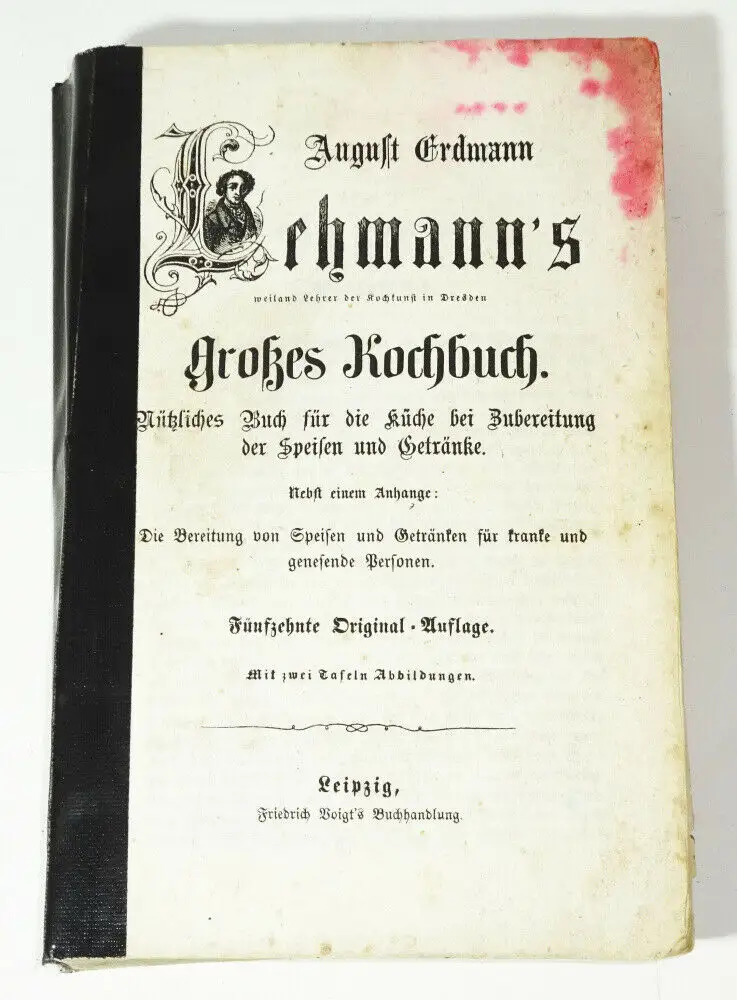 August Erdmann
Lehmann's
weiland Lehrer der Kochkunst in Dresden
Großes Kochbuch.
Nützliches Buch für die Küche bei Zubereitung
der Speisen und Getränke.
Nebst einem Anhange:
Die Bereitung von Speisen und Getränken für kranke und
genesende Personen.
Fünfzehnte Original-Auflage.
Mit zwei Tafeln Abbildungen.
Leipzig,
Friedrich Voigt's Buchhandlung.